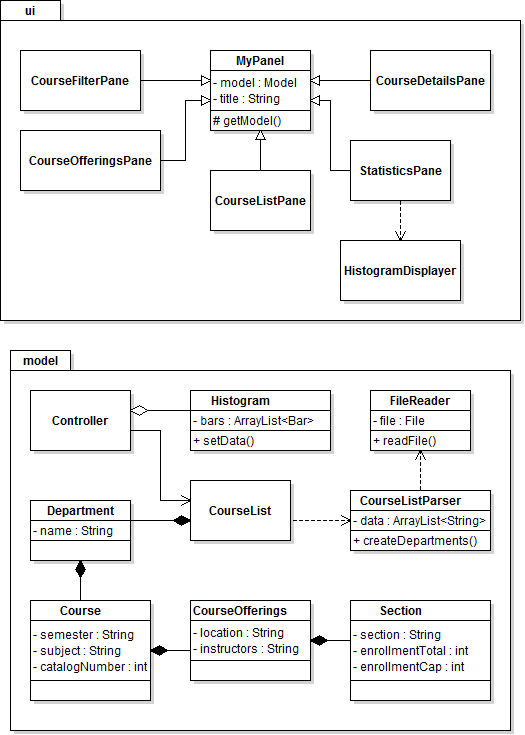 ui
MyPanel
- model : Model
- title : String
# getModel()
CourseFilterPane
CourseDetailsPane
CourseOfferingsPane
CourseListPane
StatisticsPane
HistogramDisplayer
model
Controller
Histogram
- bars : ArrayList<Bar>
+ setData()
FileReader
- file : File
+ readFile()
Department
- name : String
CourseList
CourseListParser
- data : ArrayList<String>
+ createDepartments()
Course
- semester : String
- subject : String
- catalogNumber : int
CourseOfferings
- location : String
- instructors : String
Section
- section : String
- enrollmentTotal : int
- enrollmentCap : int